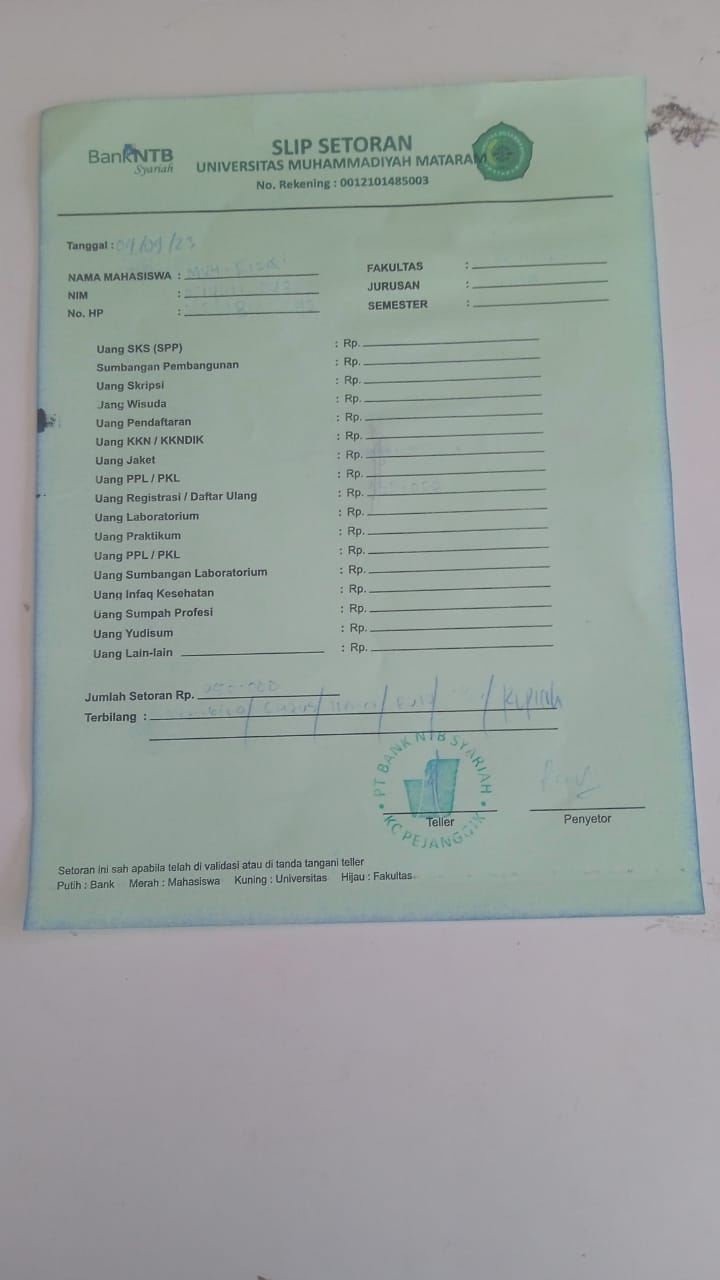 BankNTB
Syariah
SLIP SETORAN
UNIVERSITAS MUHAMMADIYAH MATARAM
No. Rekening : 0012101485003
Tanggal :
NAMA MAHASISWA :
NIM :
No. HP :
FAKULTAS :
JURUSAN :
SEMESTER :
Uang SKS (SPP) : Rp.
Sumbangan Pembangunan : Rp.
Uang Skripsi : Rp.
Uang Wisuda : Rp.
Uang Pendaftaran : Rp.
Uang KKN / KKNDIK : Rp.
Uang Jaket : Rp.
Uang PPL / PKL : Rp.
Uang Registrasi / Daftar Ulang : Rp.
Uang Laboratorium : Rp.
Uang Praktikum : Rp.
Uang PPL / PKL : Rp.
Uang Sumbangan Laboratorium : Rp.
Uang Infaq Kesehatan : Rp.
Uang Sumpah Profesi : Rp.
Uang Yudisum : Rp.
Uang Lain-lain : Rp.
Jumlah Setoran Rp.
Terbilang : / / / / / Rupiah
PT BANK NTB SYARIAH
KC PEJANGGIK
Teller
Penyetor
Setoran ini sah apabila telah di validasi atau di tanda tangani teller
Putih : Bank Merah : Mahasiswa Kuning : Universitas Hijau : Fakultas